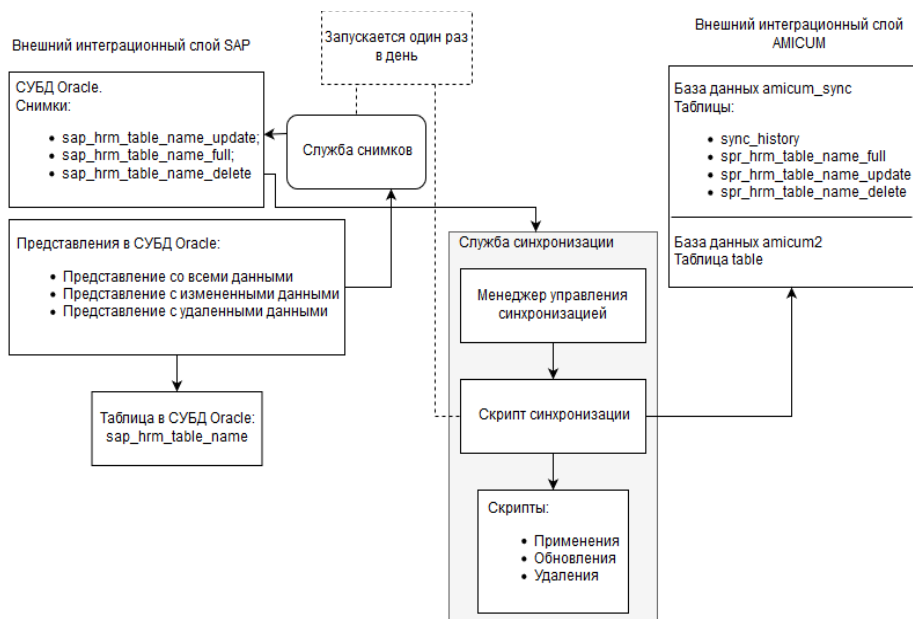 Внешний интеграционный слой SAP
СУБД Oracle.
Снимки:
sap_hrm_table_name_update;
sap_hrm_table_name_full;
sap_hrm_table_name_delete
Запускается один раз
в день
Служба снимков
Представления в СУБД Oracle:
Представление со всеми данными
Представление с измененными данными
Представление с удаленными данными
Таблица в СУБД Oracle:
sap_hrm_table_name
Служба синхронизации
Менеджер управления
синхронизацией
Скрипт синхронизации
Скрипты:
Применения
Обновления
Удаления
Внешний интеграционный слой
AMICUM
База данных amicum_sync
Таблицы:
sync_history
spr_hrm_table_name_full
spr_hrm_table_name_update
spr_hrm_table_name_delete
База данных amicum2
Таблица table